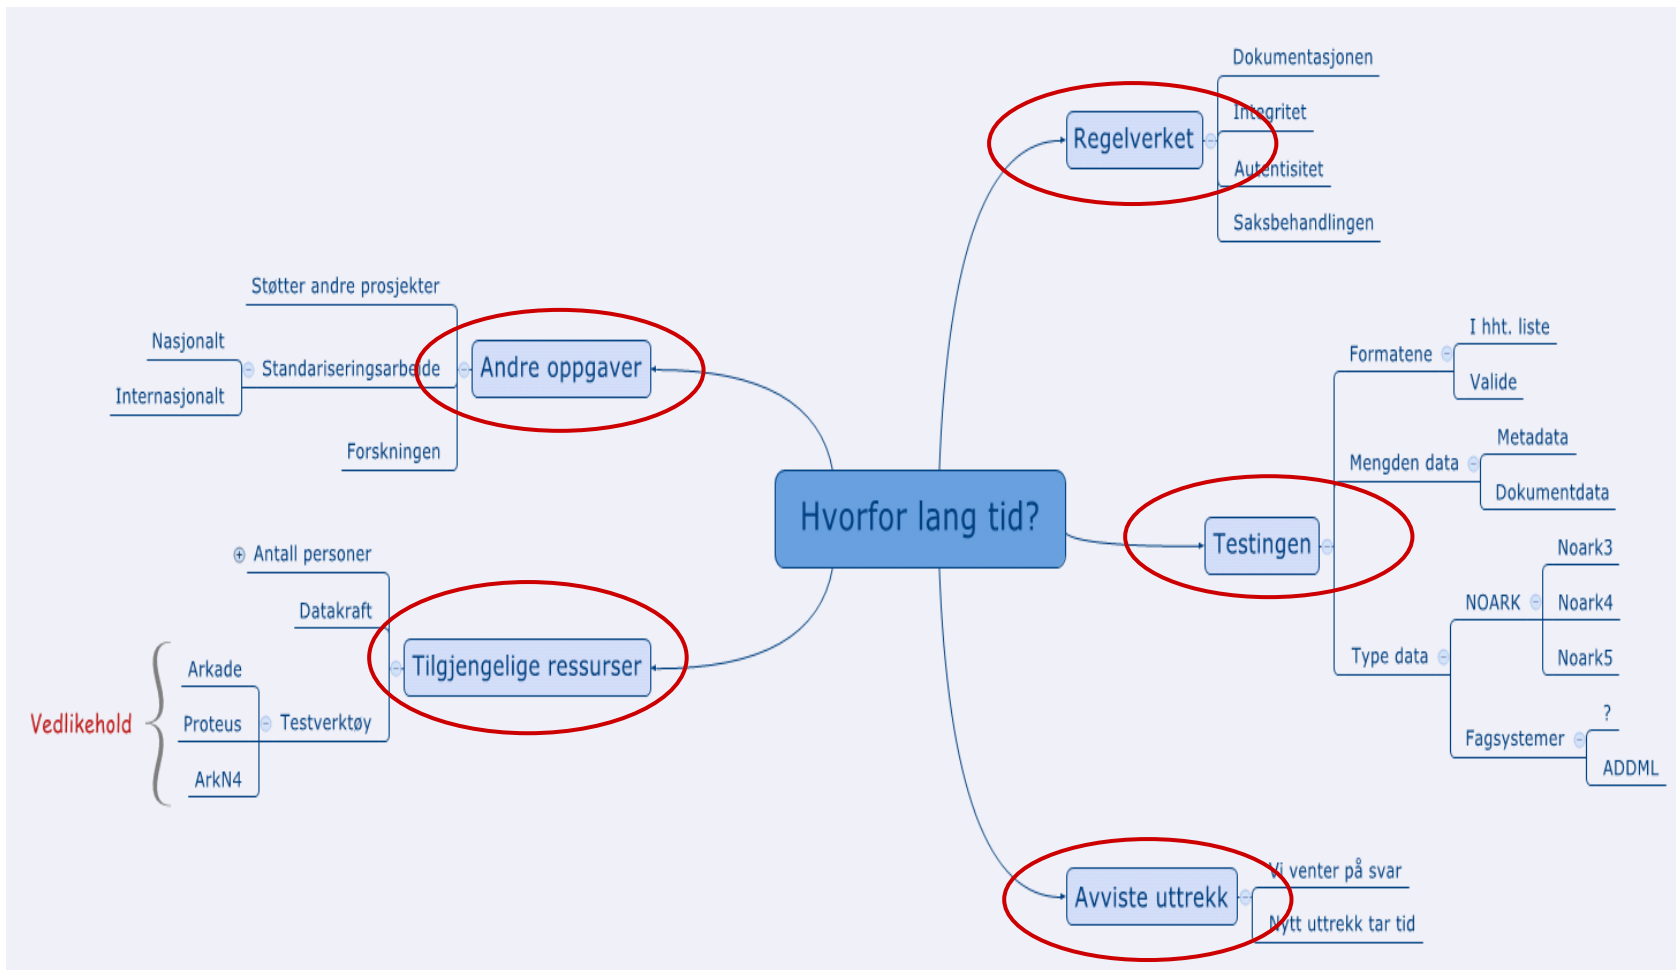 Hvorfor lang tid?
Regelverket
Dokumentasjonen
Integritet
Autentisitet
Saksbehandlingen
Testingen
Formatene
I hht. liste
Valide
Mengden data
Metadata
Dokumentdata
Type data
NOARK
Noark3
Noark4
Noark5
Fagsystemer
?
ADDML
Avviste uttrekk
Vi venter på svar
Nytt uttrekk tar tid
Andre oppgaver
Støtter andre prosjekter
Standariseringsarbeide
Nasjonalt
Internasjonalt
Forskningen
Tilgjengelige ressurser
Antall personer
Datakraft
Testverktøy
Arkade
Proteus
ArkN4
Vedlikehold